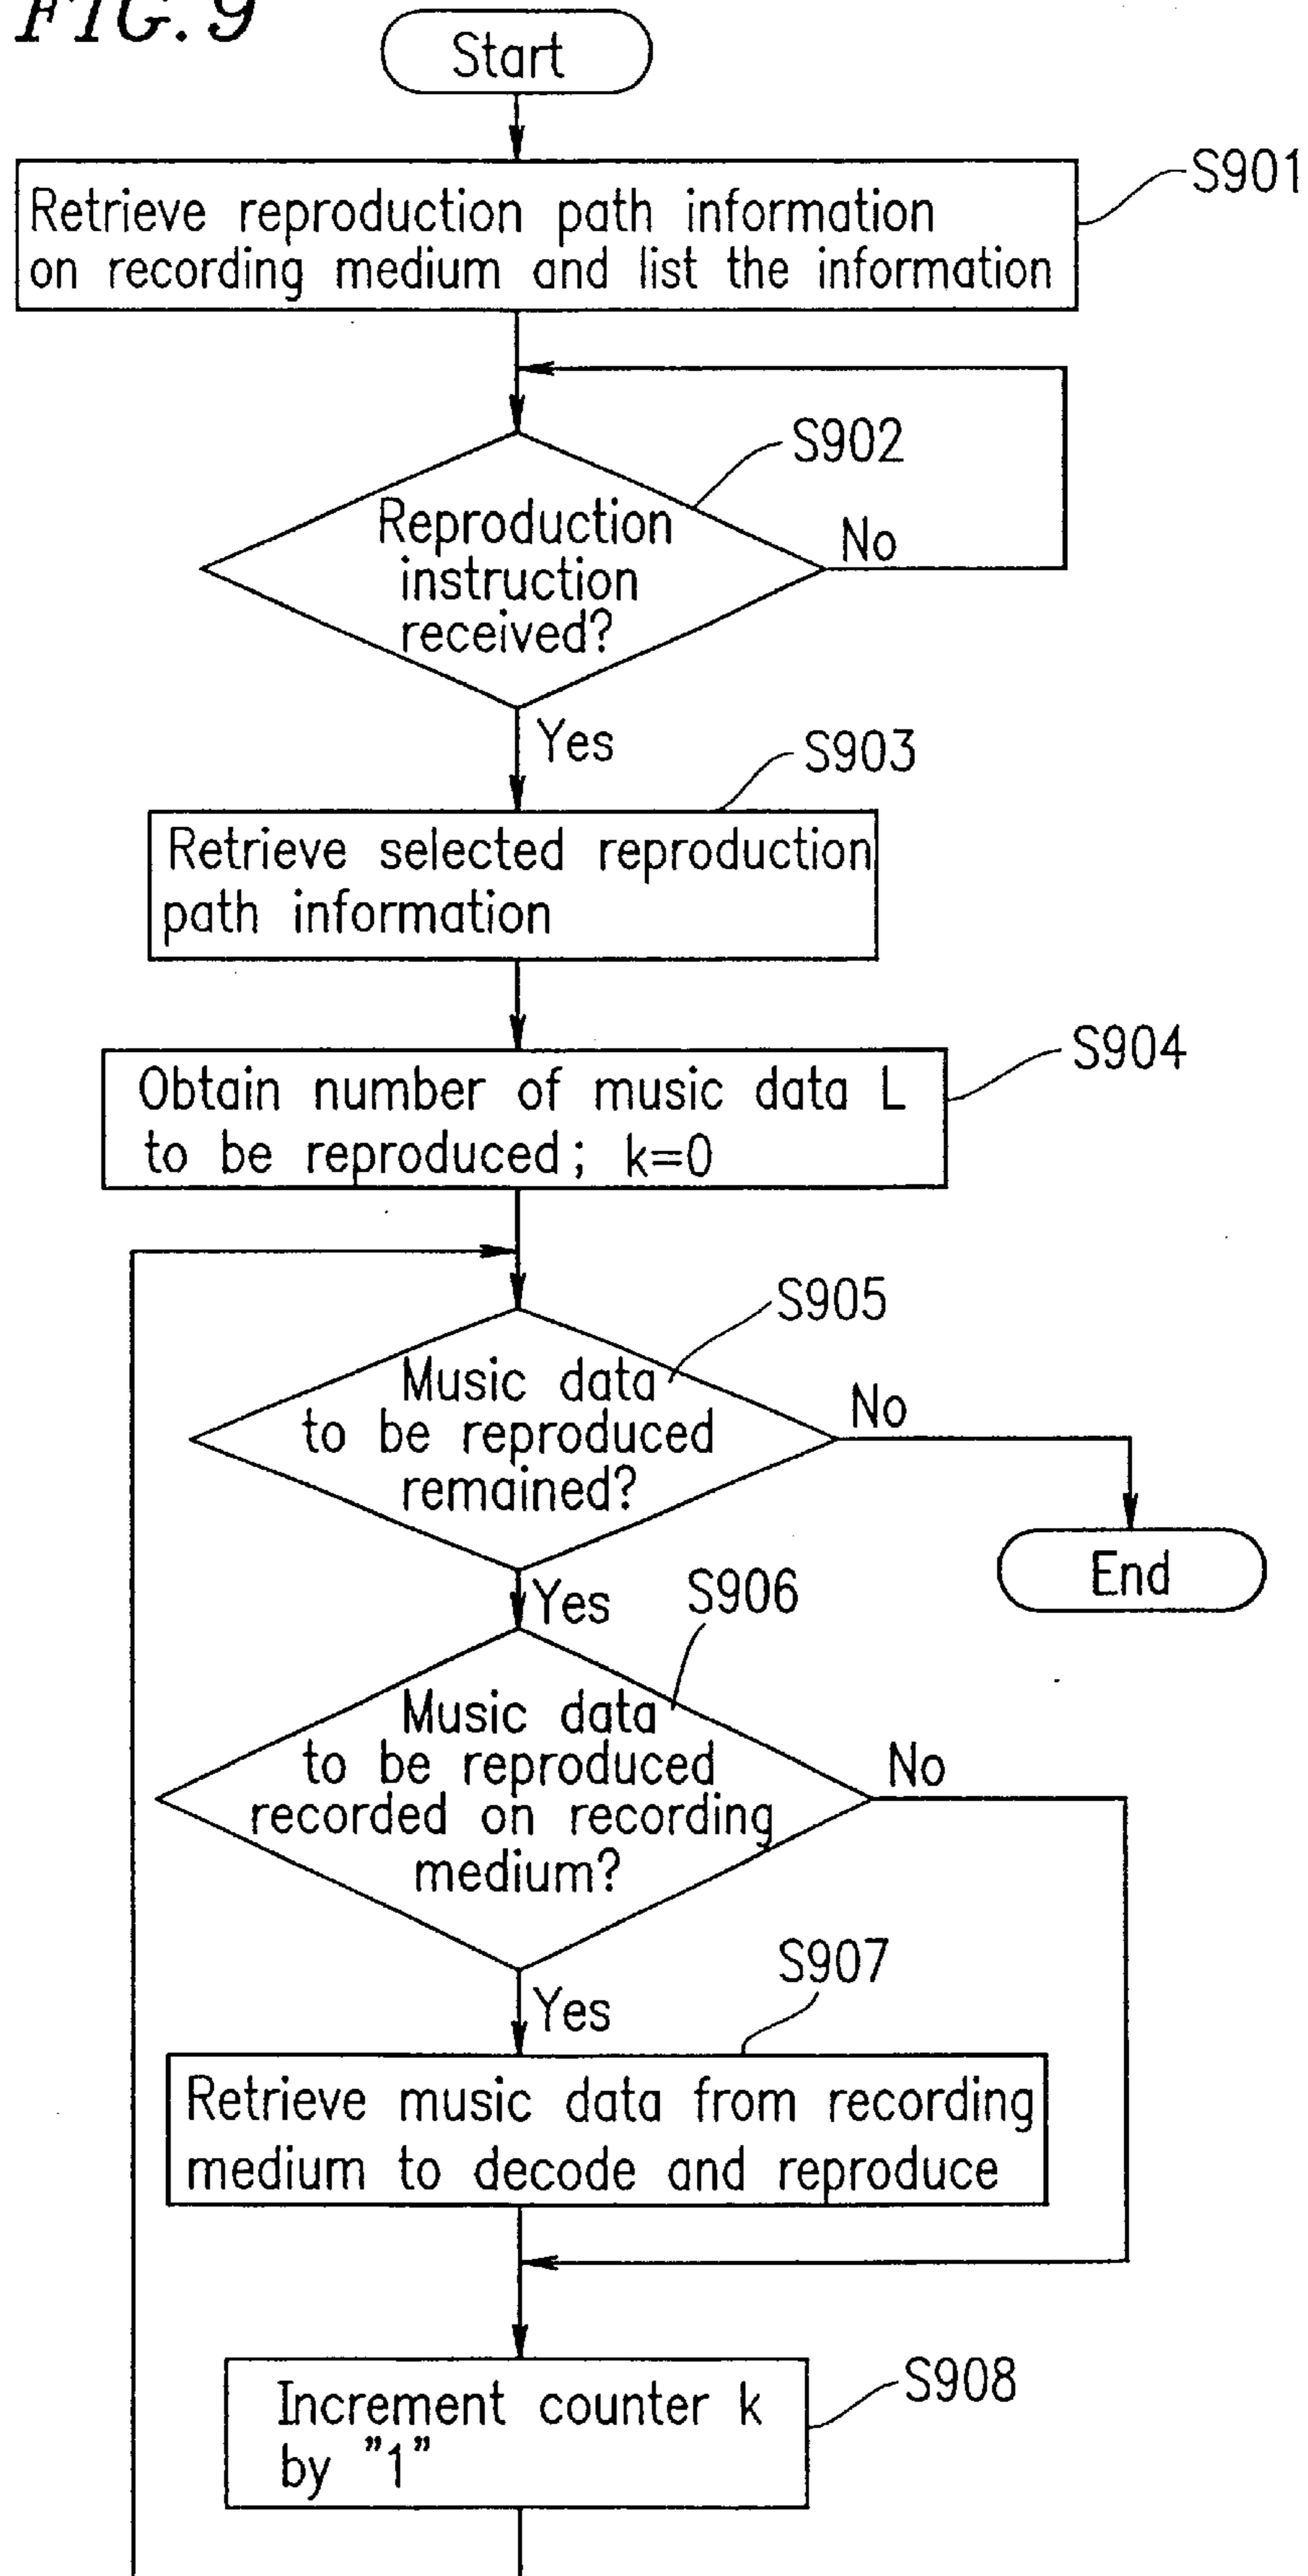 FIG. 9
Start
S901
Retrieve reproduction path information
on recording medium and list the information
S902
Reproduction
instruction
received?
No
Yes
S903
Retrieve selected reproduction
path information
S904
Obtain number of music data L
to be reproduced; k=0
S905
Music data
to be reproduced
remained?
No
End
Yes
S906
Music data
to be reproduced
recorded on recording
medium?
No
Yes
S907
Retrieve music data from recording
medium to decode and reproduce
S908
Increment counter k
by "1"